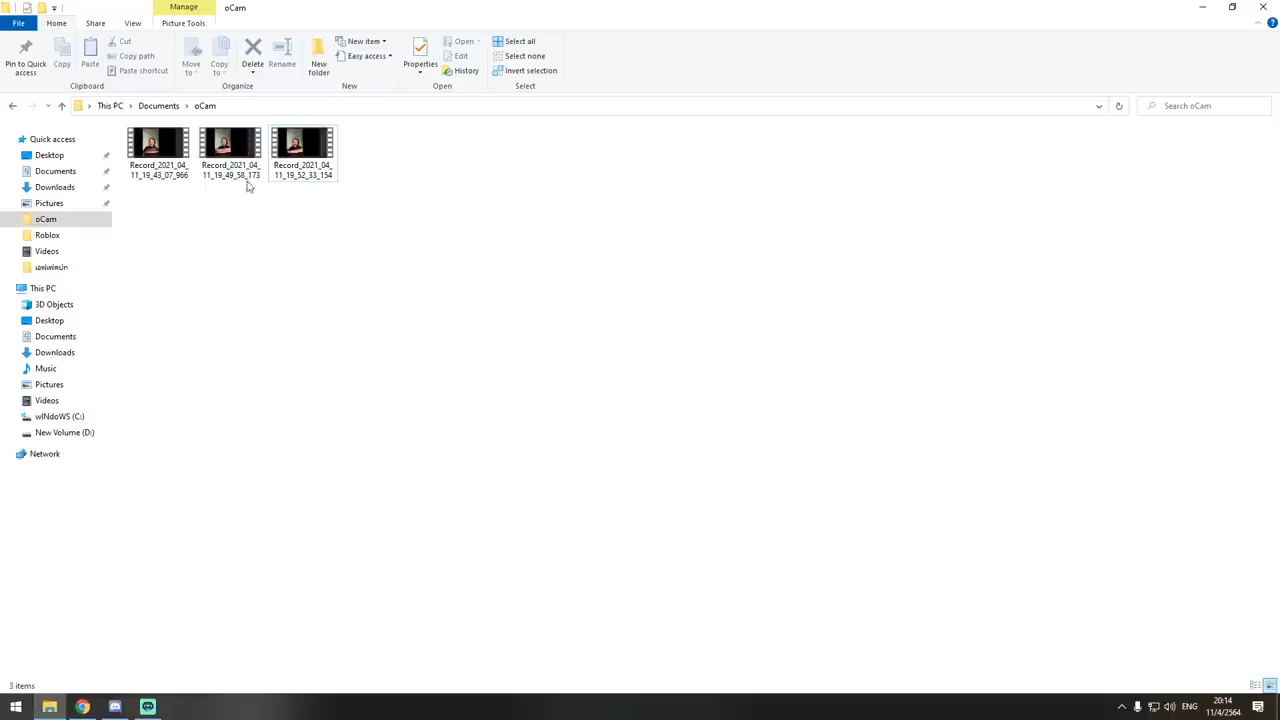 Manage
oCam
File
Home
Share
View
Picture Tools
Pin to Quick
access
Copy
Paste
Cut
Copy path
Paste shortcut
Clipboard
Move
to
Copy
to
Delete
Rename
Organize
New
folder
New item
Easy access
New
Properties
Open
Edit
History
Open
Select all
Select none
Invert selection
Select
This PC
Documents
oCam
Search oCam
Quick access
Desktop
Documents
Downloads
Pictures
oCam
Roblox
Videos
This PC
3D Objects
Desktop
Documents
Downloads
Music
Pictures
Videos
wINdoWS (C:)
New Volume (D:)
Network
Record_2021_04_
11_19_43_07_966
Record_2021_04_
11_19_49_58_173
Record_2021_04_
11_19_52_33_154
3 items
ENG
20:14
11/4/2564